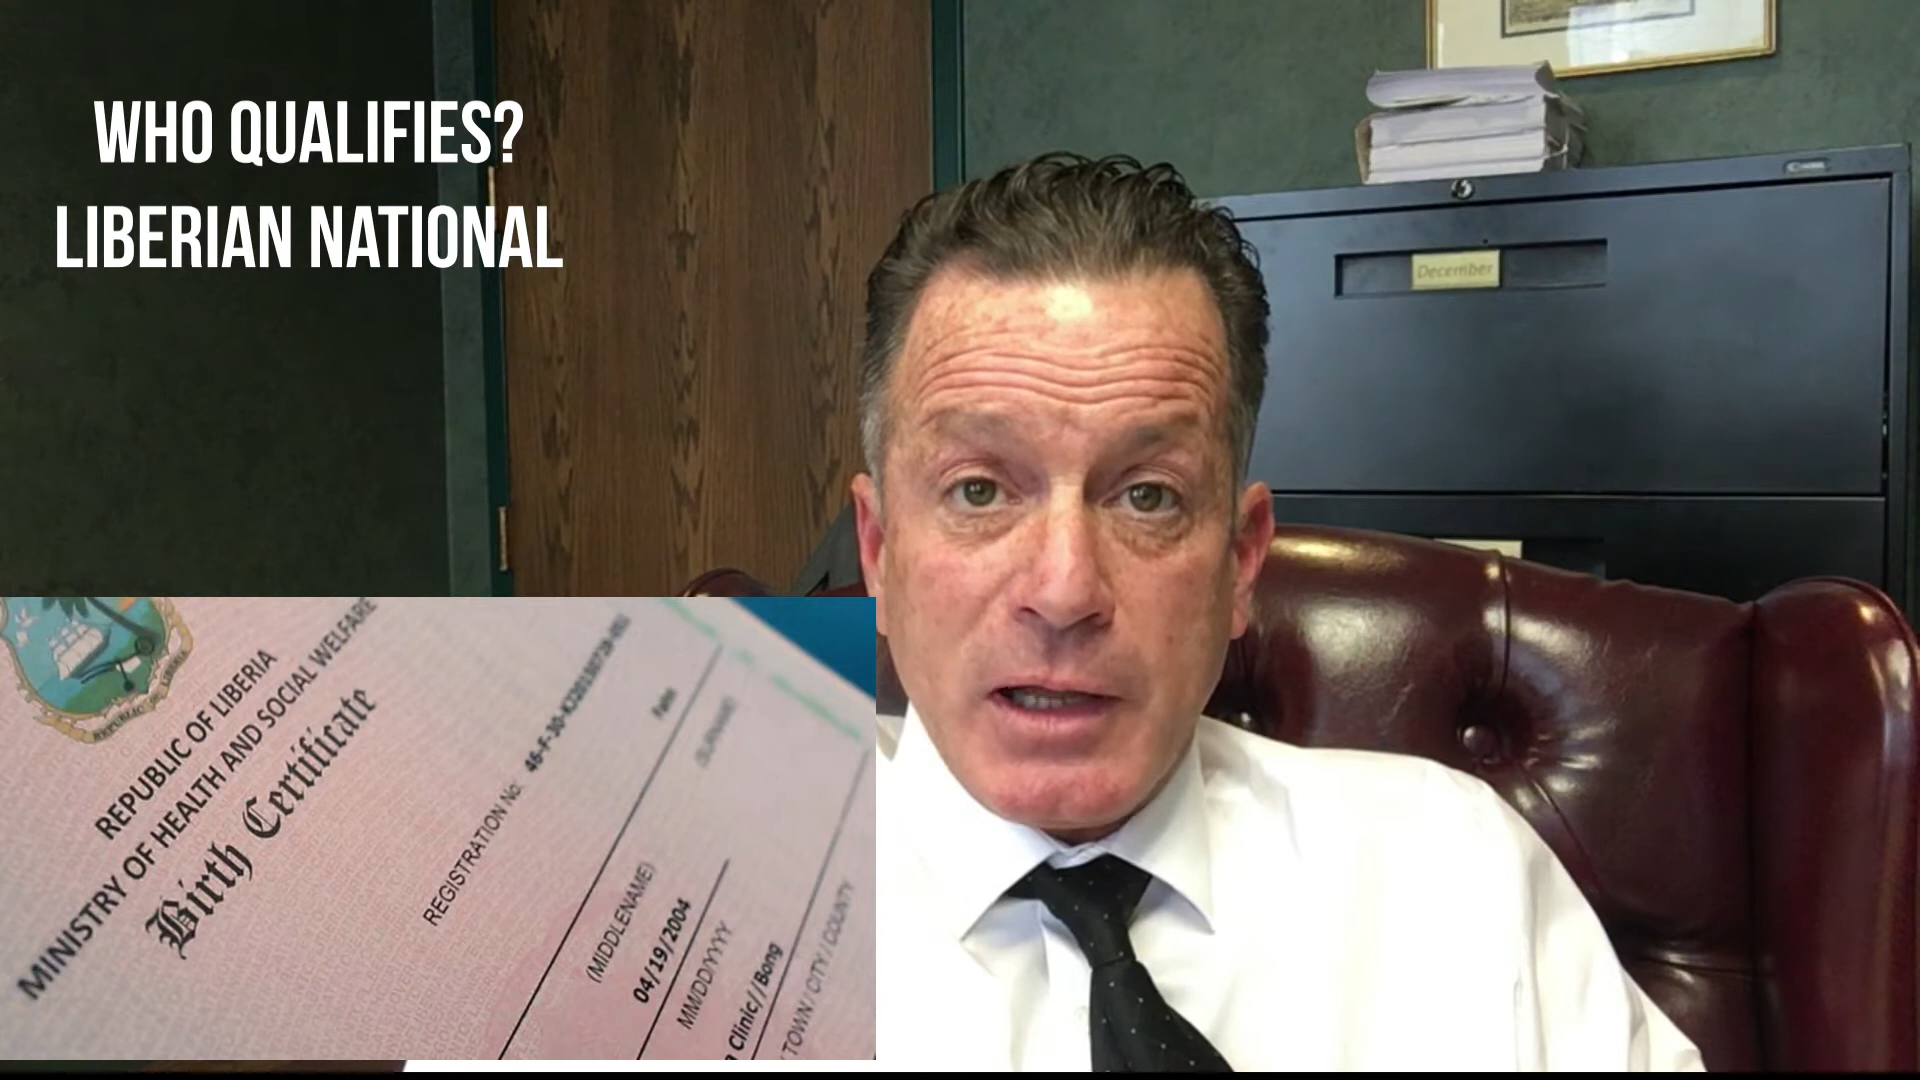 WHO QUALIFIES?
LIBERIAN NATIONAL
December
REPUBLIC OF LIBERIA
MINISTRY OF HEALTH AND SOCIAL WELFARE
Birth Certificate
REGISTRATION No:
(MIDDLENAME)
(SURNAME)
04/19/2004
MM/DD/YYYY
Clinic//Bong
TOWN/ CITY / COUNTY